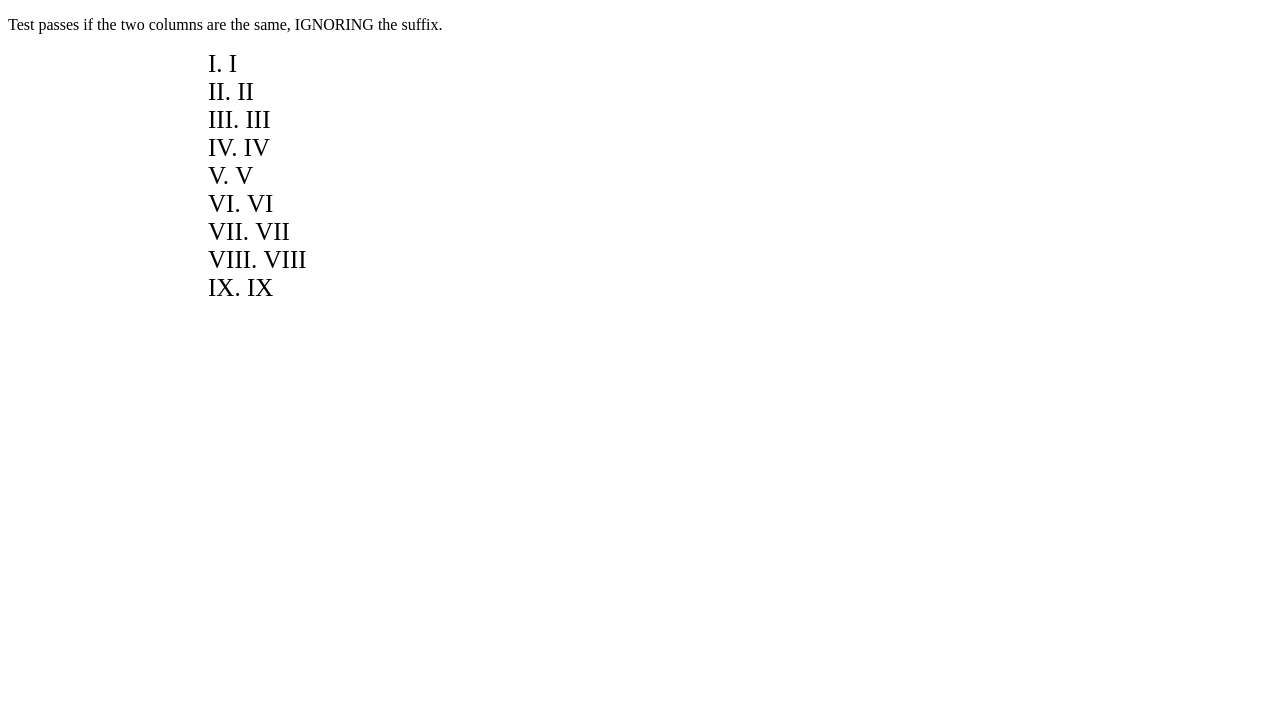 Test passes if the two columns are the same, IGNORING the suffix.
I. I
II. II
III. III
IV. IV
V. V
VI. VI
VII. VII
VIII. VIII
IX. IX